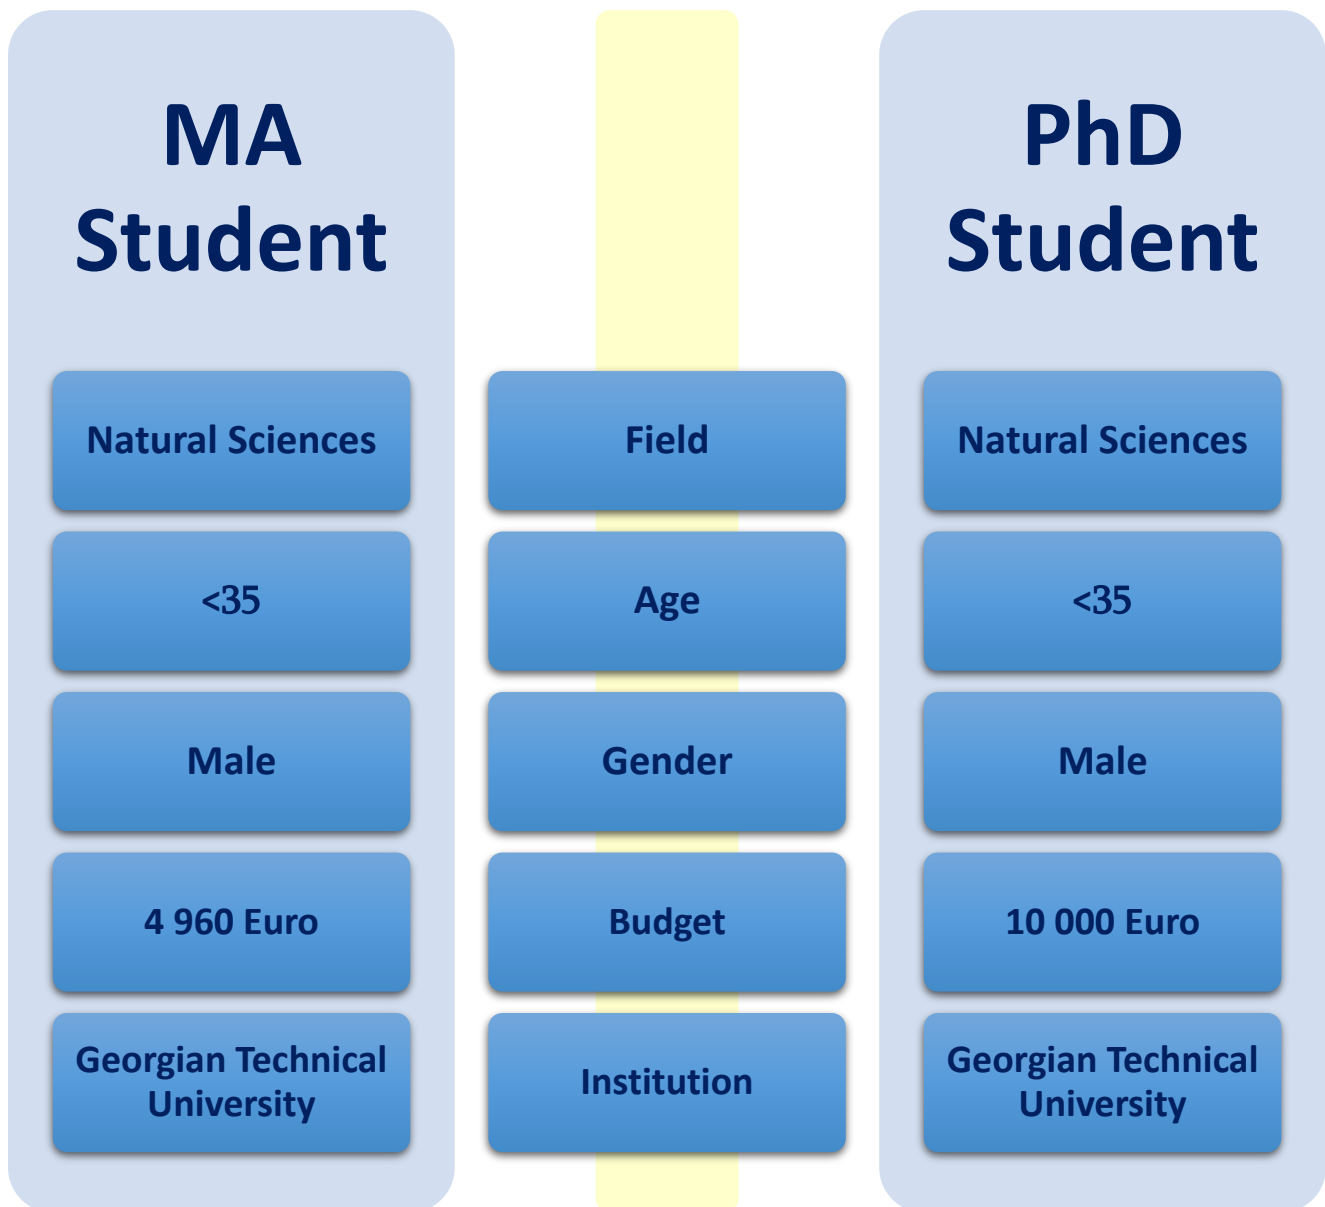 MA
Student
PhD
Student
Natural Sciences
Field
Natural Sciences
<35
Age
<35
Male
Gender
Male
4 960 Euro
Budget
10 000 Euro
Georgian Technical
University
Institution
Georgian Technical
University